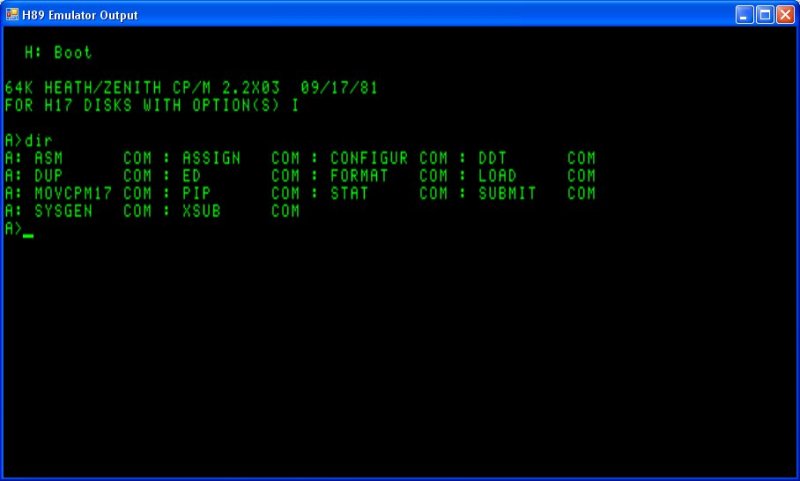 H89 Emulator Output
H: Boot
64K HEATH/ZENITH CP/M 2.2X03  09/17/81
FOR H17 DISKS WITH OPTION(S) I
A>dir
A: ASM      COM : ASSIGN   COM : CONFIGUR COM : DDT      COM
A: DUP      COM : ED       COM : FORMAT   COM : LOAD     COM
A: MOVCPM17 COM : PIP      COM : STAT     COM : SUBMIT   COM
A: SYSGEN   COM : XSUB     COM
A>_